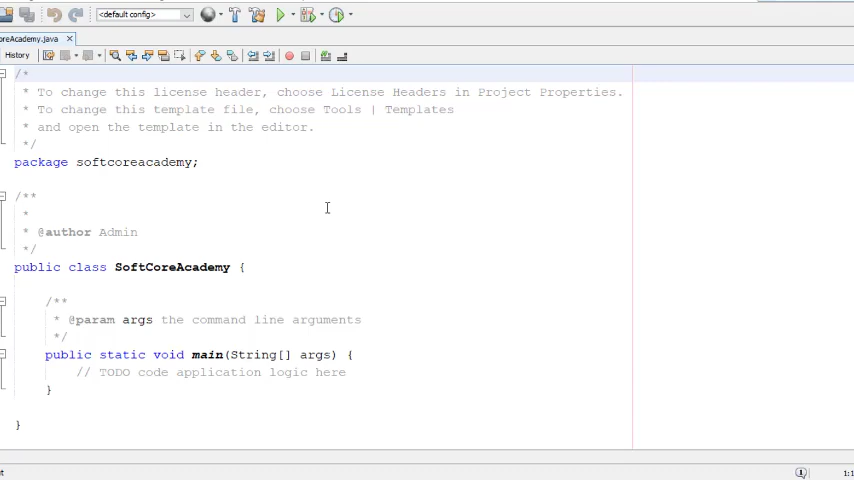 <default config>
oreAcademy.java
History
/*
* To change this license header, choose License Headers in Project Properties.
* To change this template file, choose Tools | Templates
* and open the template in the editor.
*/
package softcoreacademy;
/**
*
* @author Admin
*/
public class SoftCoreAcademy {
/**
* @param args the command line arguments
*/
public static void main(String[] args) {
// TODO code application logic here
}
}
1:1